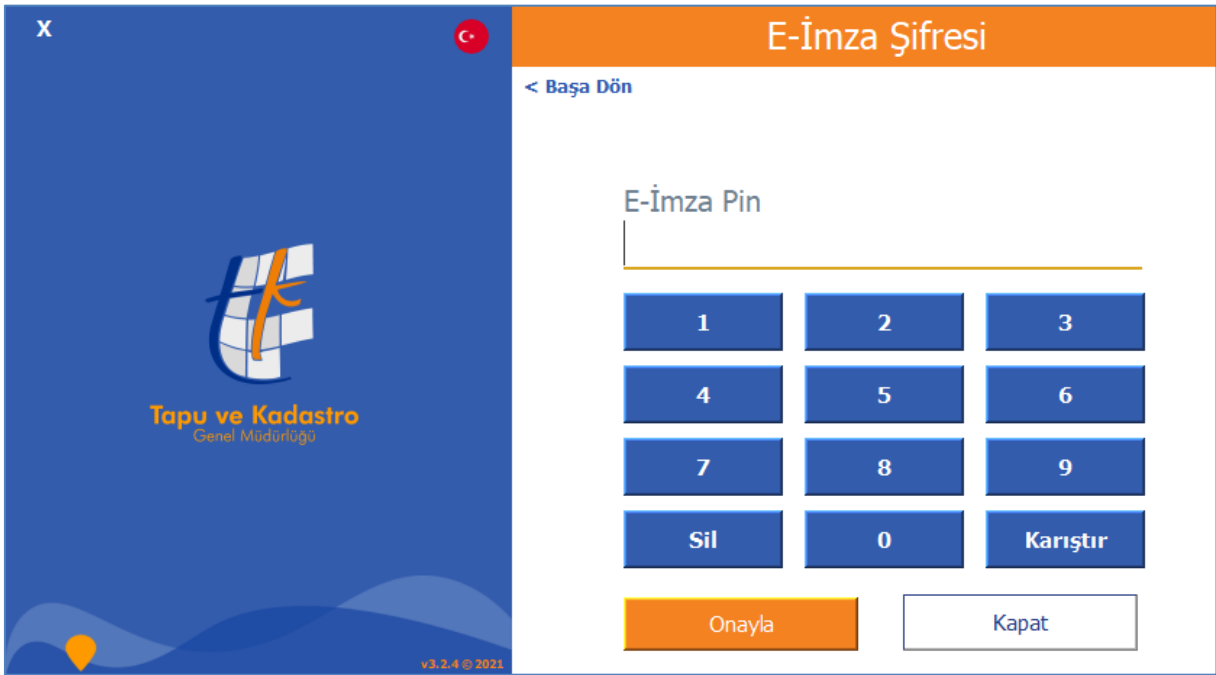 X
Tapu ve Kadastro
Genel Müdürlüğü
v3.2.4 © 2021
E-İmza Şifresi
< Başa Dön
E-İmza Pin
1 2 3
4 5 6
7 8 9
Sil 0 Karıştır
Onayla Kapat